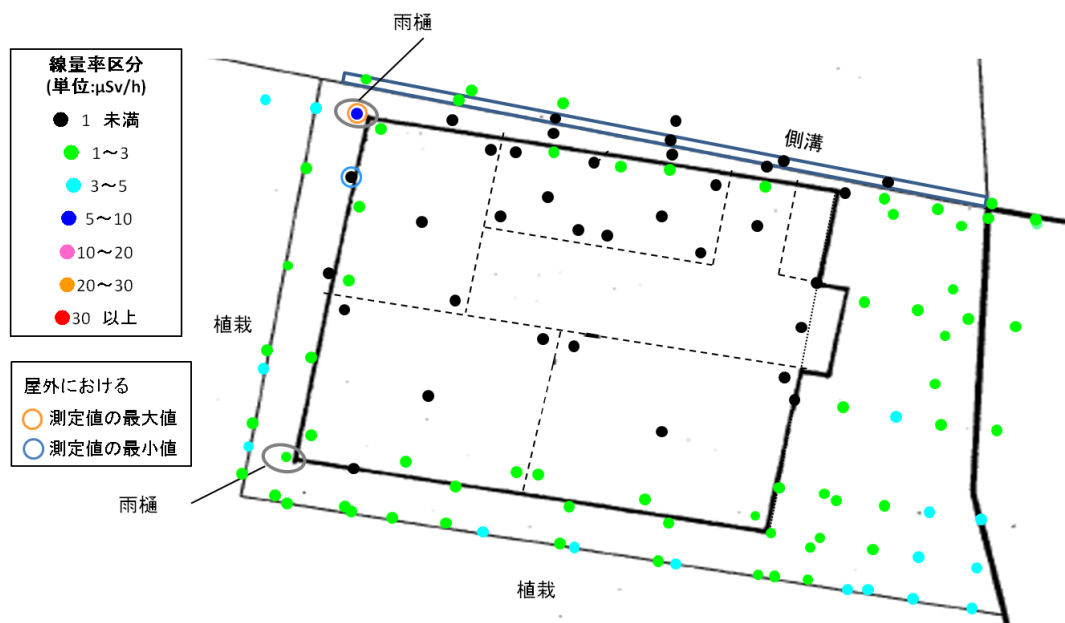 雨樋
線量率区分
(単位:μSv/h)
1 未満
1～3
3～5
5～10
10～20
20～30
30 以上
側溝
植栽
屋外における
測定値の最大値
測定値の最小値
雨樋
植栽